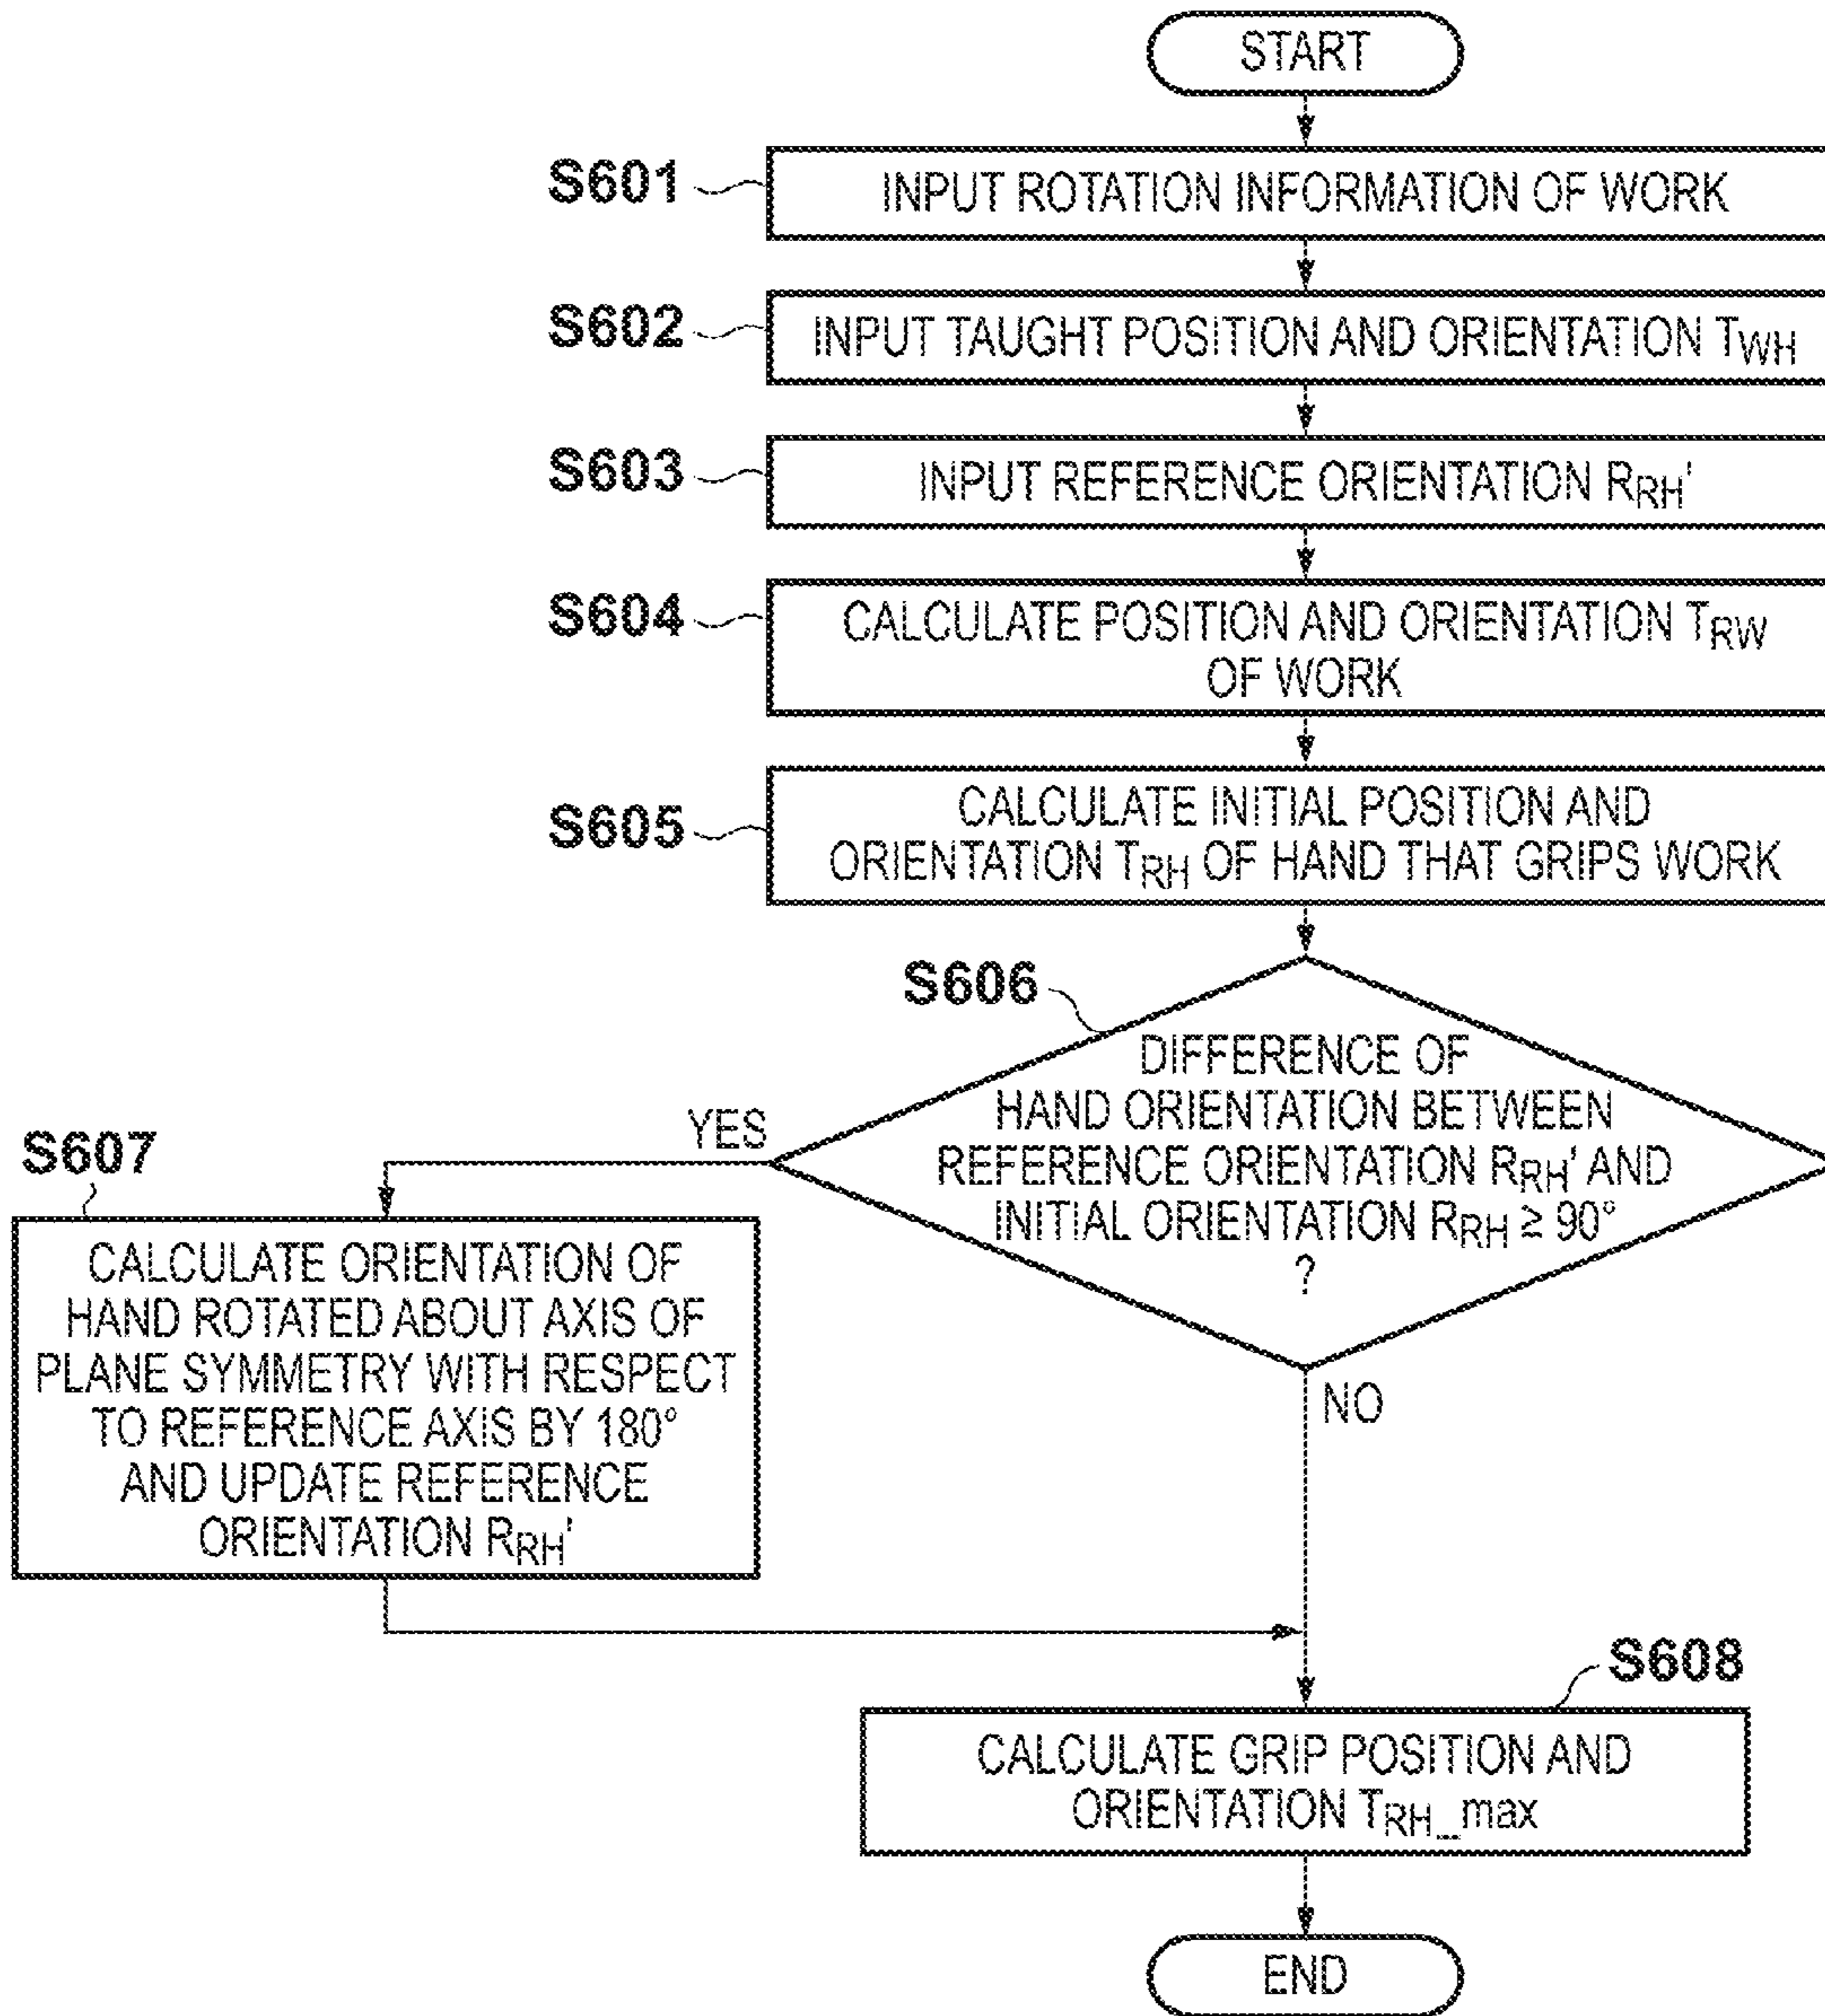 START
S601
INPUT ROTATION INFORMATION OF WORK
S602
INPUT TAUGHT POSITION AND ORIENTATION TWH
S603
INPUT REFERENCE ORIENTATION RRH'
S604
CALCULATE POSITION AND ORIENTATION TRW
OF WORK
S605
CALCULATE INITIAL POSITION AND
ORIENTATION TRH OF HAND THAT GRIPS WORK
S606
DIFFERENCE OF
HAND ORIENTATION BETWEEN
REFERENCE ORIENTATION RRH' AND
INITIAL ORIENTATION RRH ≥ 90°
?
YES
NO
S607
CALCULATE ORIENTATION OF
HAND ROTATED ABOUT AXIS OF
PLANE SYMMETRY WITH RESPECT
TO REFERENCE AXIS BY 180°
AND UPDATE REFERENCE
ORIENTATION RRH'
S608
CALCULATE GRIP POSITION AND
ORIENTATION TRH_max
END